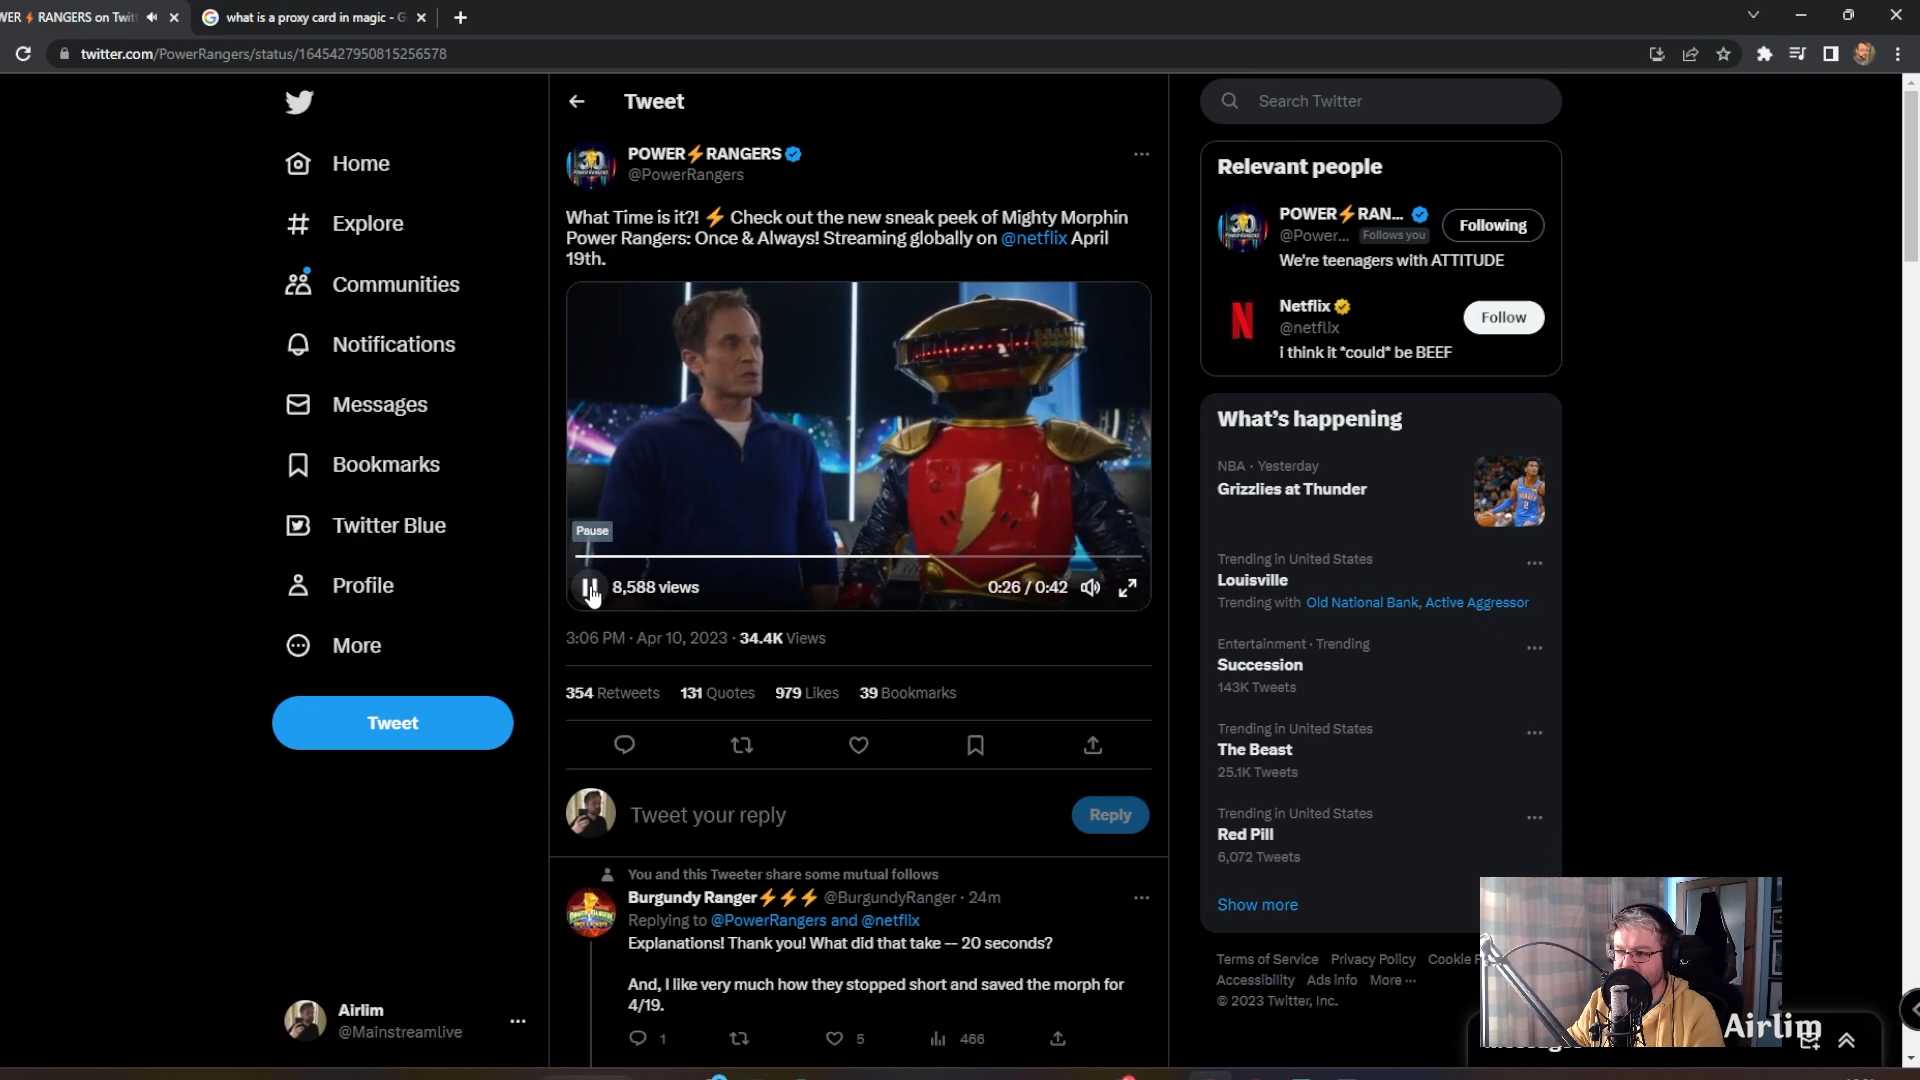 WER⚡RANGERS on Twit
what is a proxy card in magic - G
twitter.com/PowerRangers/status/1645427950815256578
Home
Explore
Communities
Notifications
Messages
Bookmarks
Twitter Blue
Profile
More
Tweet
Airlim
@Mainstreamlive
Tweet
POWER⚡RANGERS
@PowerRangers
What Time is it?! ⚡ Check out the new sneak peek of Mighty Morphin
Power Rangers: Once & Always! Streaming globally on @netflix April
19th.
Pause
8,588 views
0:26 / 0:42
3:06 PM · Apr 10, 2023 · 34.4K Views
354 Retweets 131 Quotes 979 Likes 39 Bookmarks
Tweet your reply
Reply
You and this Tweeter share some mutual follows
Burgundy Ranger⚡⚡⚡ @BurgundyRanger · 24m
Replying to @PowerRangers and @netflix
Explanations! Thank you! What did that take -- 20 seconds?
And, I like very much how they stopped short and saved the morph for
4/19.
1
5
466
Search Twitter
Relevant people
POWER⚡RAN...
@Power... Follows you
Following
We're teenagers with ATTITUDE
Netflix
@netflix
Follow
i think it *could* be BEEF
What's happening
NBA · Yesterday
Grizzlies at Thunder
Trending in United States
Louisville
Trending with Old National Bank, Active Aggressor
Entertainment · Trending
Succession
143K Tweets
Trending in United States
The Beast
25.1K Tweets
Trending in United States
Red Pill
6,072 Tweets
Show more
Terms of Service Privacy Policy Cookie
Accessibility Ads info More ···
© 2023 Twitter, Inc.
Airlim